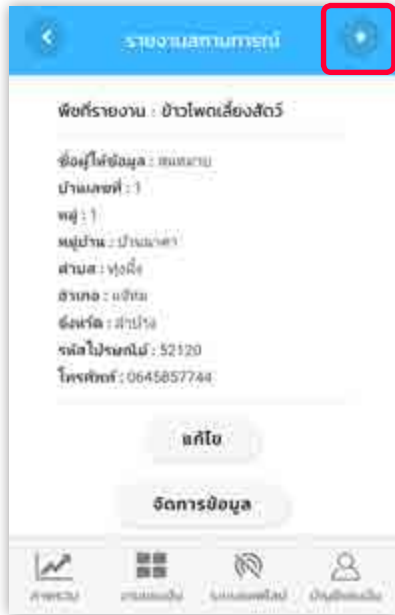 รายงานสถานการณ์
พืชที่รายงาน : ข้าวโพดเลี้ยงสัตว์
ชื่อผู้ให้ข้อมูล :
บ้านเลขที่ : 1
หมู่ : 1
หมู่บ้าน : บ้านนาคา
ตำบล : ทุ่งผึ้ง
อำเภอ : แจ้ห่ม
จังหวัด : ลำปาง
รหัสไปรษณีย์ : 52120
โทรศัพท์ : 0645857744
แก้ไข
จัดการข้อมูล
ภาพรวม